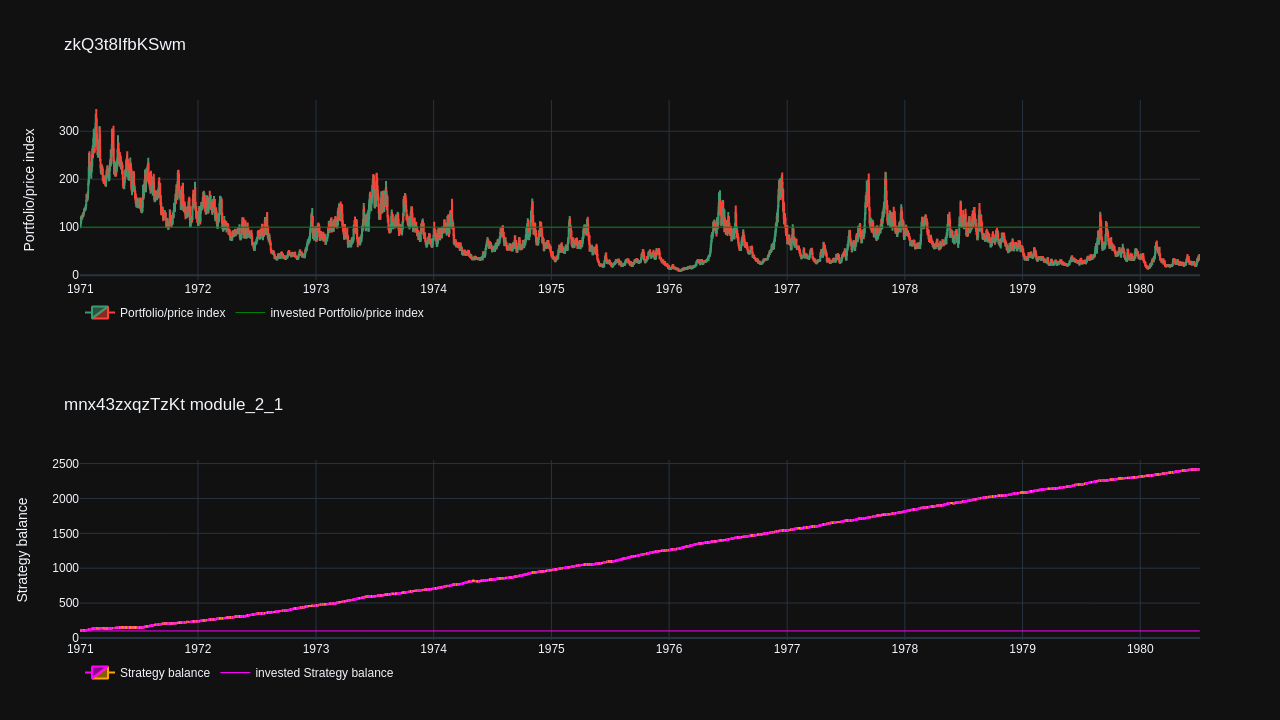 zkQ3t8IfbKSwm
Portfolio/price index
300
200
100
0
1971 1972 1973 1974 1975 1976 1977 1978 1979 1980
Portfolio/price index invested Portfolio/price index
mnx43zxqzTzKt module_2_1
Strategy balance
2500
2000
1500
1000
500
0
1971 1972 1973 1974 1975 1976 1977 1978 1979 1980
Strategy balance invested Strategy balance